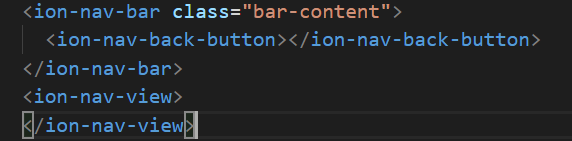 <ion-nav-bar class="bar-content">
  <ion-nav-back-button></ion-nav-back-button>
</ion-nav-bar>
<ion-nav-view>
</ion-nav-view>